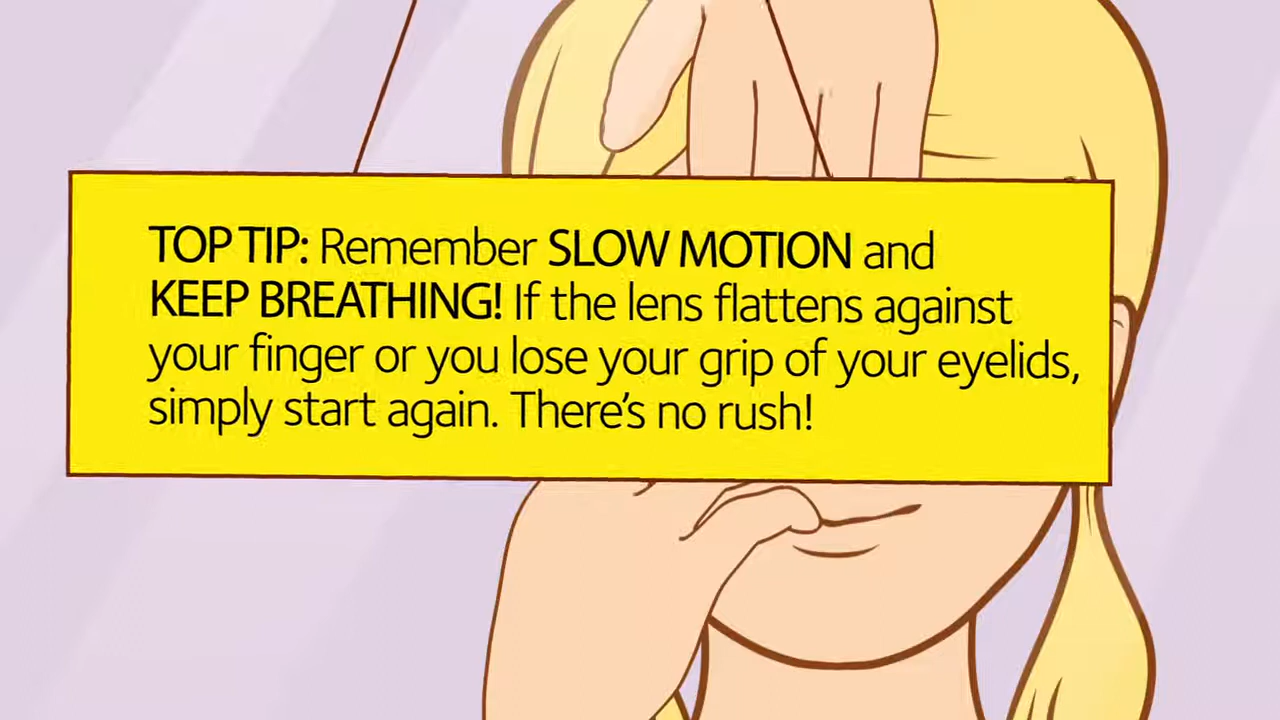 TOP TIP: Remember SLOW MOTION and
KEEP BREATHING! If the lens flattens against
your finger or you lose your grip of your eyelids,
simply start again. There's no rush!